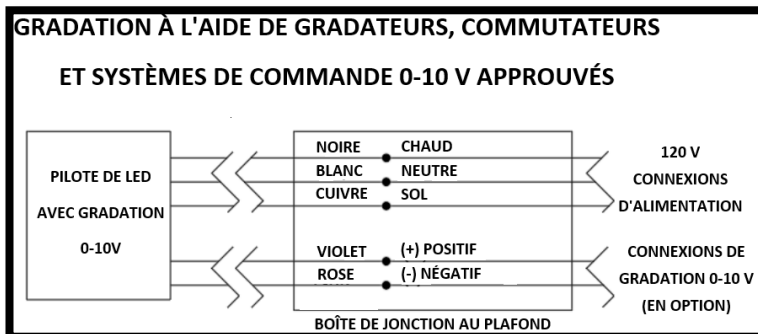 GRADATION À L'AIDE DE GRADATEURS, COMMUTATEURS
ET SYSTÈMES DE COMMANDE 0-10 V APPROUVÉS
PILOTE DE LED
AVEC GRADATION
0-10V
NOIRE CHAUD
BLANC NEUTRE
CUIVRE SOL
VIOLET (+) POSITIF
ROSE (-) NÉGATIF
BOÎTE DE JONCTION AU PLAFOND
120 V
CONNEXIONS
D'ALIMENTATION
CONNEXIONS DE
GRADATION 0-10 V
(EN OPTION)